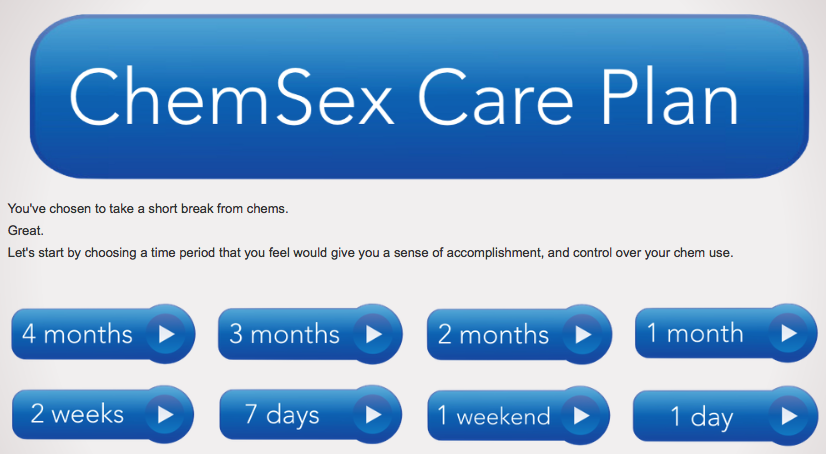 ChemSex Care Plan
You've chosen to take a short break from chems.
Great.
Let's start by choosing a time period that you feel would give you a sense of accomplishment, and control over your chem use.
4 months
3 months
2 months
1 month
2 weeks
7 days
1 weekend
1 day